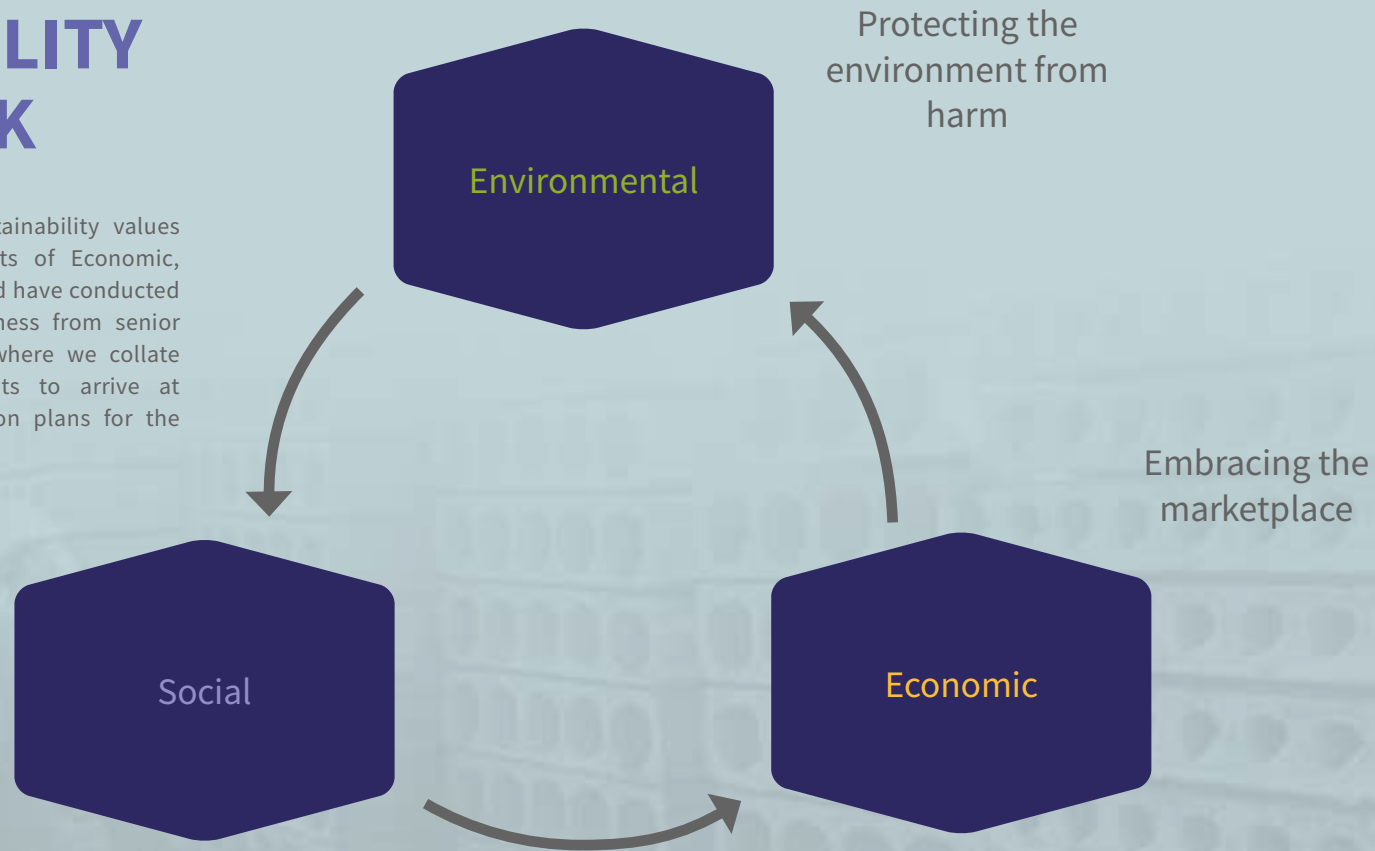 LITY
K
tainability values
ts of Economic,
d have conducted
ness from senior
where we collate
ts to arrive at
on plans for the
Protecting the
environment from
harm
Environmental
Embracing the
marketplace
Social
Economic